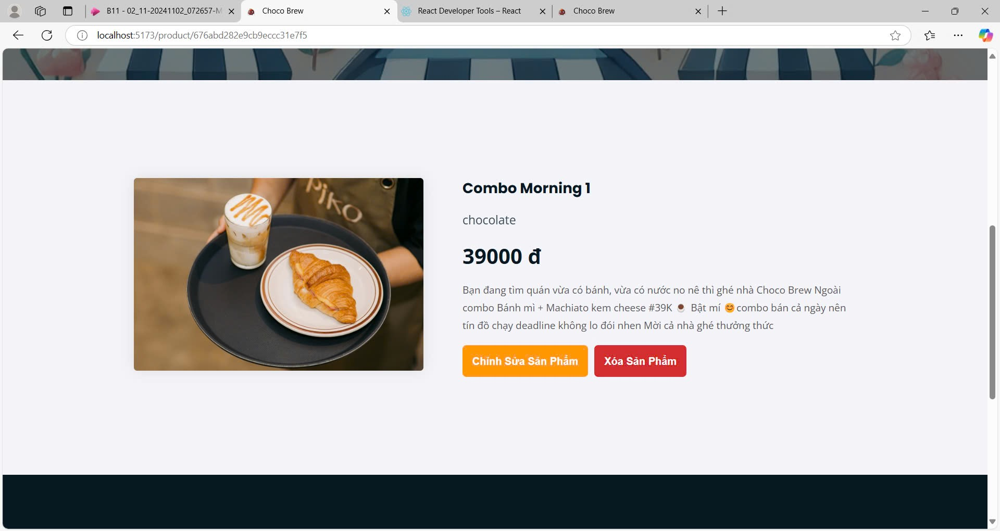 B11 - 02_11-20241102_072657-M
Choco Brew
React Developer Tools – React
Choco Brew
localhost:5173/product/676abd282e9cb9eccc31e7f5
piko
Combo Morning 1
chocolate
39000 đ
Bạn đang tìm quán vừa có bánh, vừa có nước no nê thì ghé nhà Choco Brew Ngoài
combo Bánh mì + Machiato kem cheese #39K ☕ Bật mí 😊combo bán cả ngày nên
tín đồ chạy deadline không lo đói nhen Mời cả nhà ghé thưởng thức
Chỉnh Sửa Sản Phẩm
Xóa Sản Phẩm